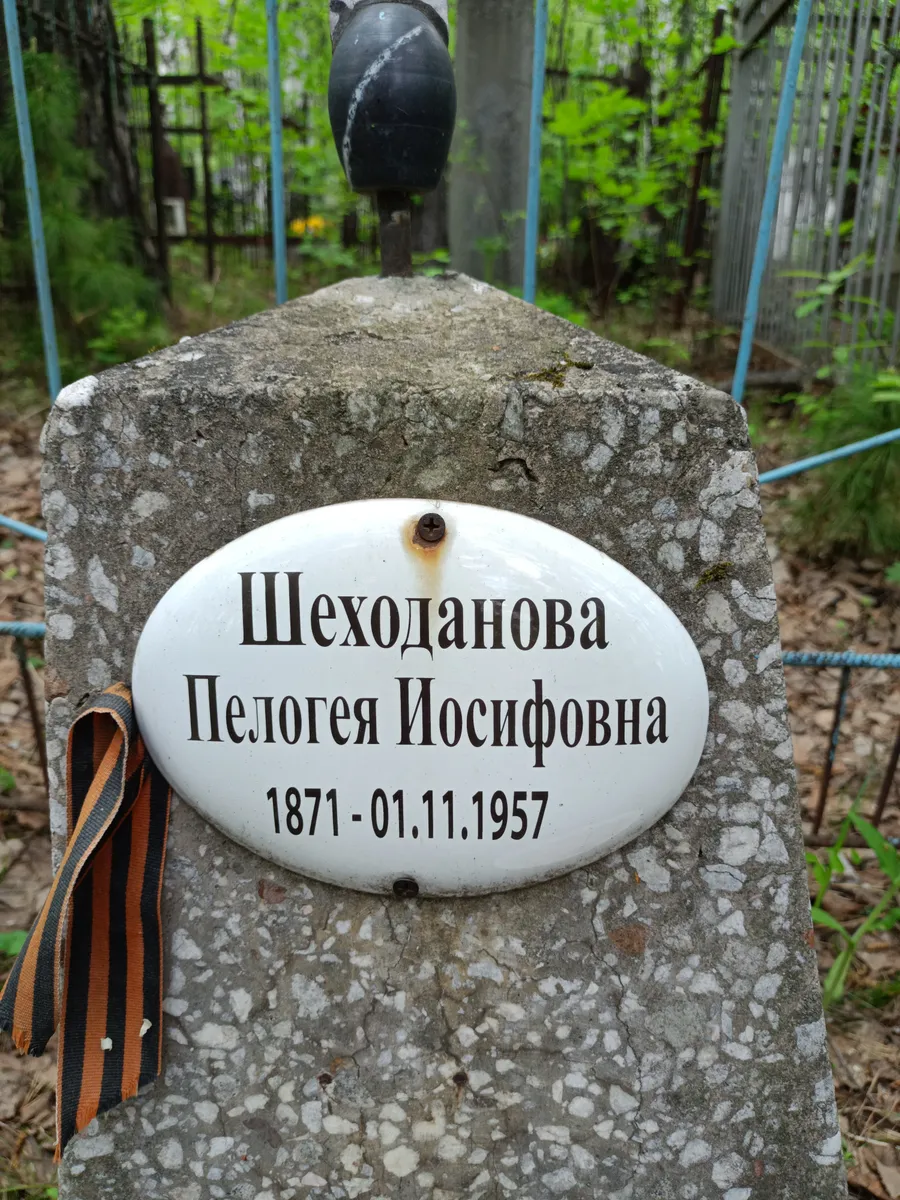 Шеходанова
Пелогея Иосифовна
1871 - 01.11.1957